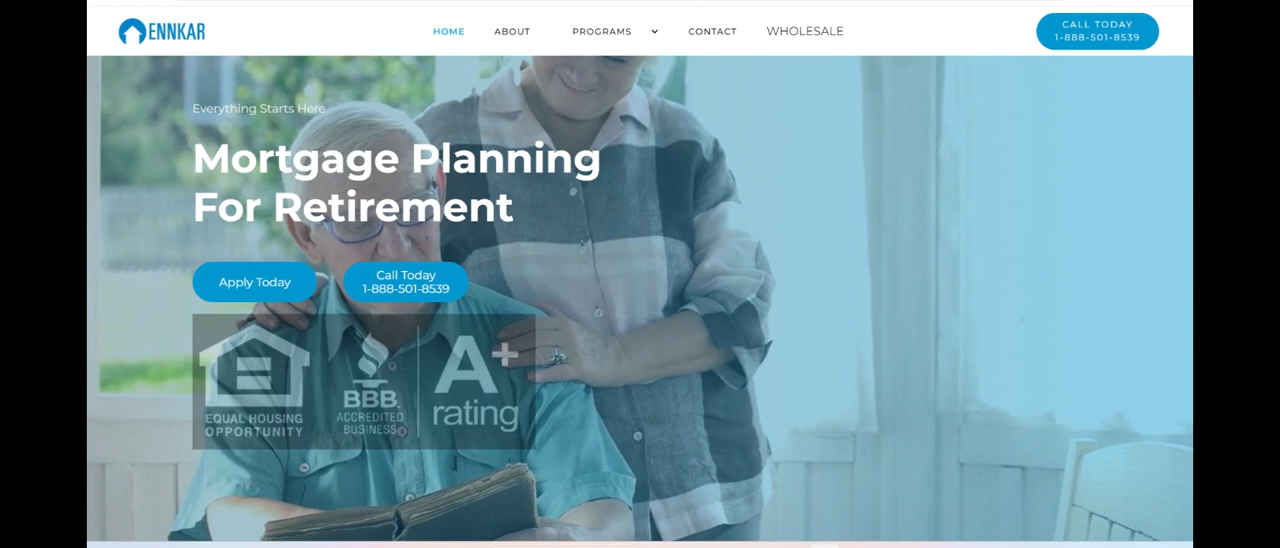 ENNKAR
HOME
ABOUT
PROGRAMS
CONTACT
WHOLESALE
CALL TODAY
1-888-501-8539
Everything Starts Here
Mortgage Planning
For Retirement
Apply Today
Call Today
1-888-501-8539
EQUAL HOUSING
OPPORTUNITY
BBB.
ACCREDITED
BUSINESS
A+
rating